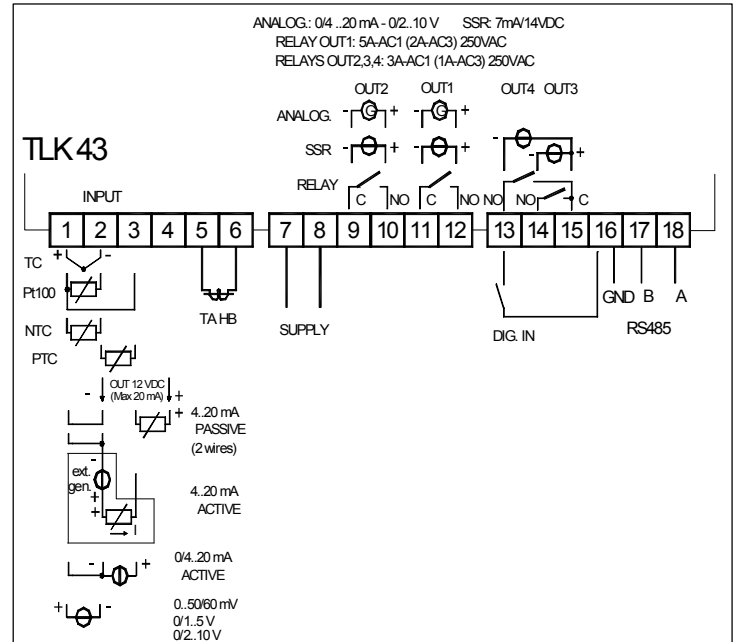 ANALOG.: 0/4 ..20 mA - 0/2..10 V SSR: 7mA/14VDC
RELAY OUT1: 5A-AC1 (2A-AC3) 250VAC
RELAYS OUT2,3,4: 3A-AC1 (1A-AC3) 250VAC
OUT2 OUT1 OUT4 OUT3
ANALOG. - G + - G +
TLK 43
SSR - + - + - +
RELAY
INPUT C NO C NO NO NO C
1 2 3 4 5 6 7 8 9 10 11 12 13 14 15 16 17 18
TC + -
Pt100
GND B A
TAHB SUPPLY DIG. IN RS485
NTC
PTC
- OUT 12 VDC +
(Max 20 mA)
+ 4..20 mA
PASSIVE
(2 wires)
-
ext.
gen.
+
+ 4..20 mA
ACTIVE
I
- + 0/4..20 mA
ACTIVE
+ - 0..50/60 mV
0/1..5 V
0/2..10 V